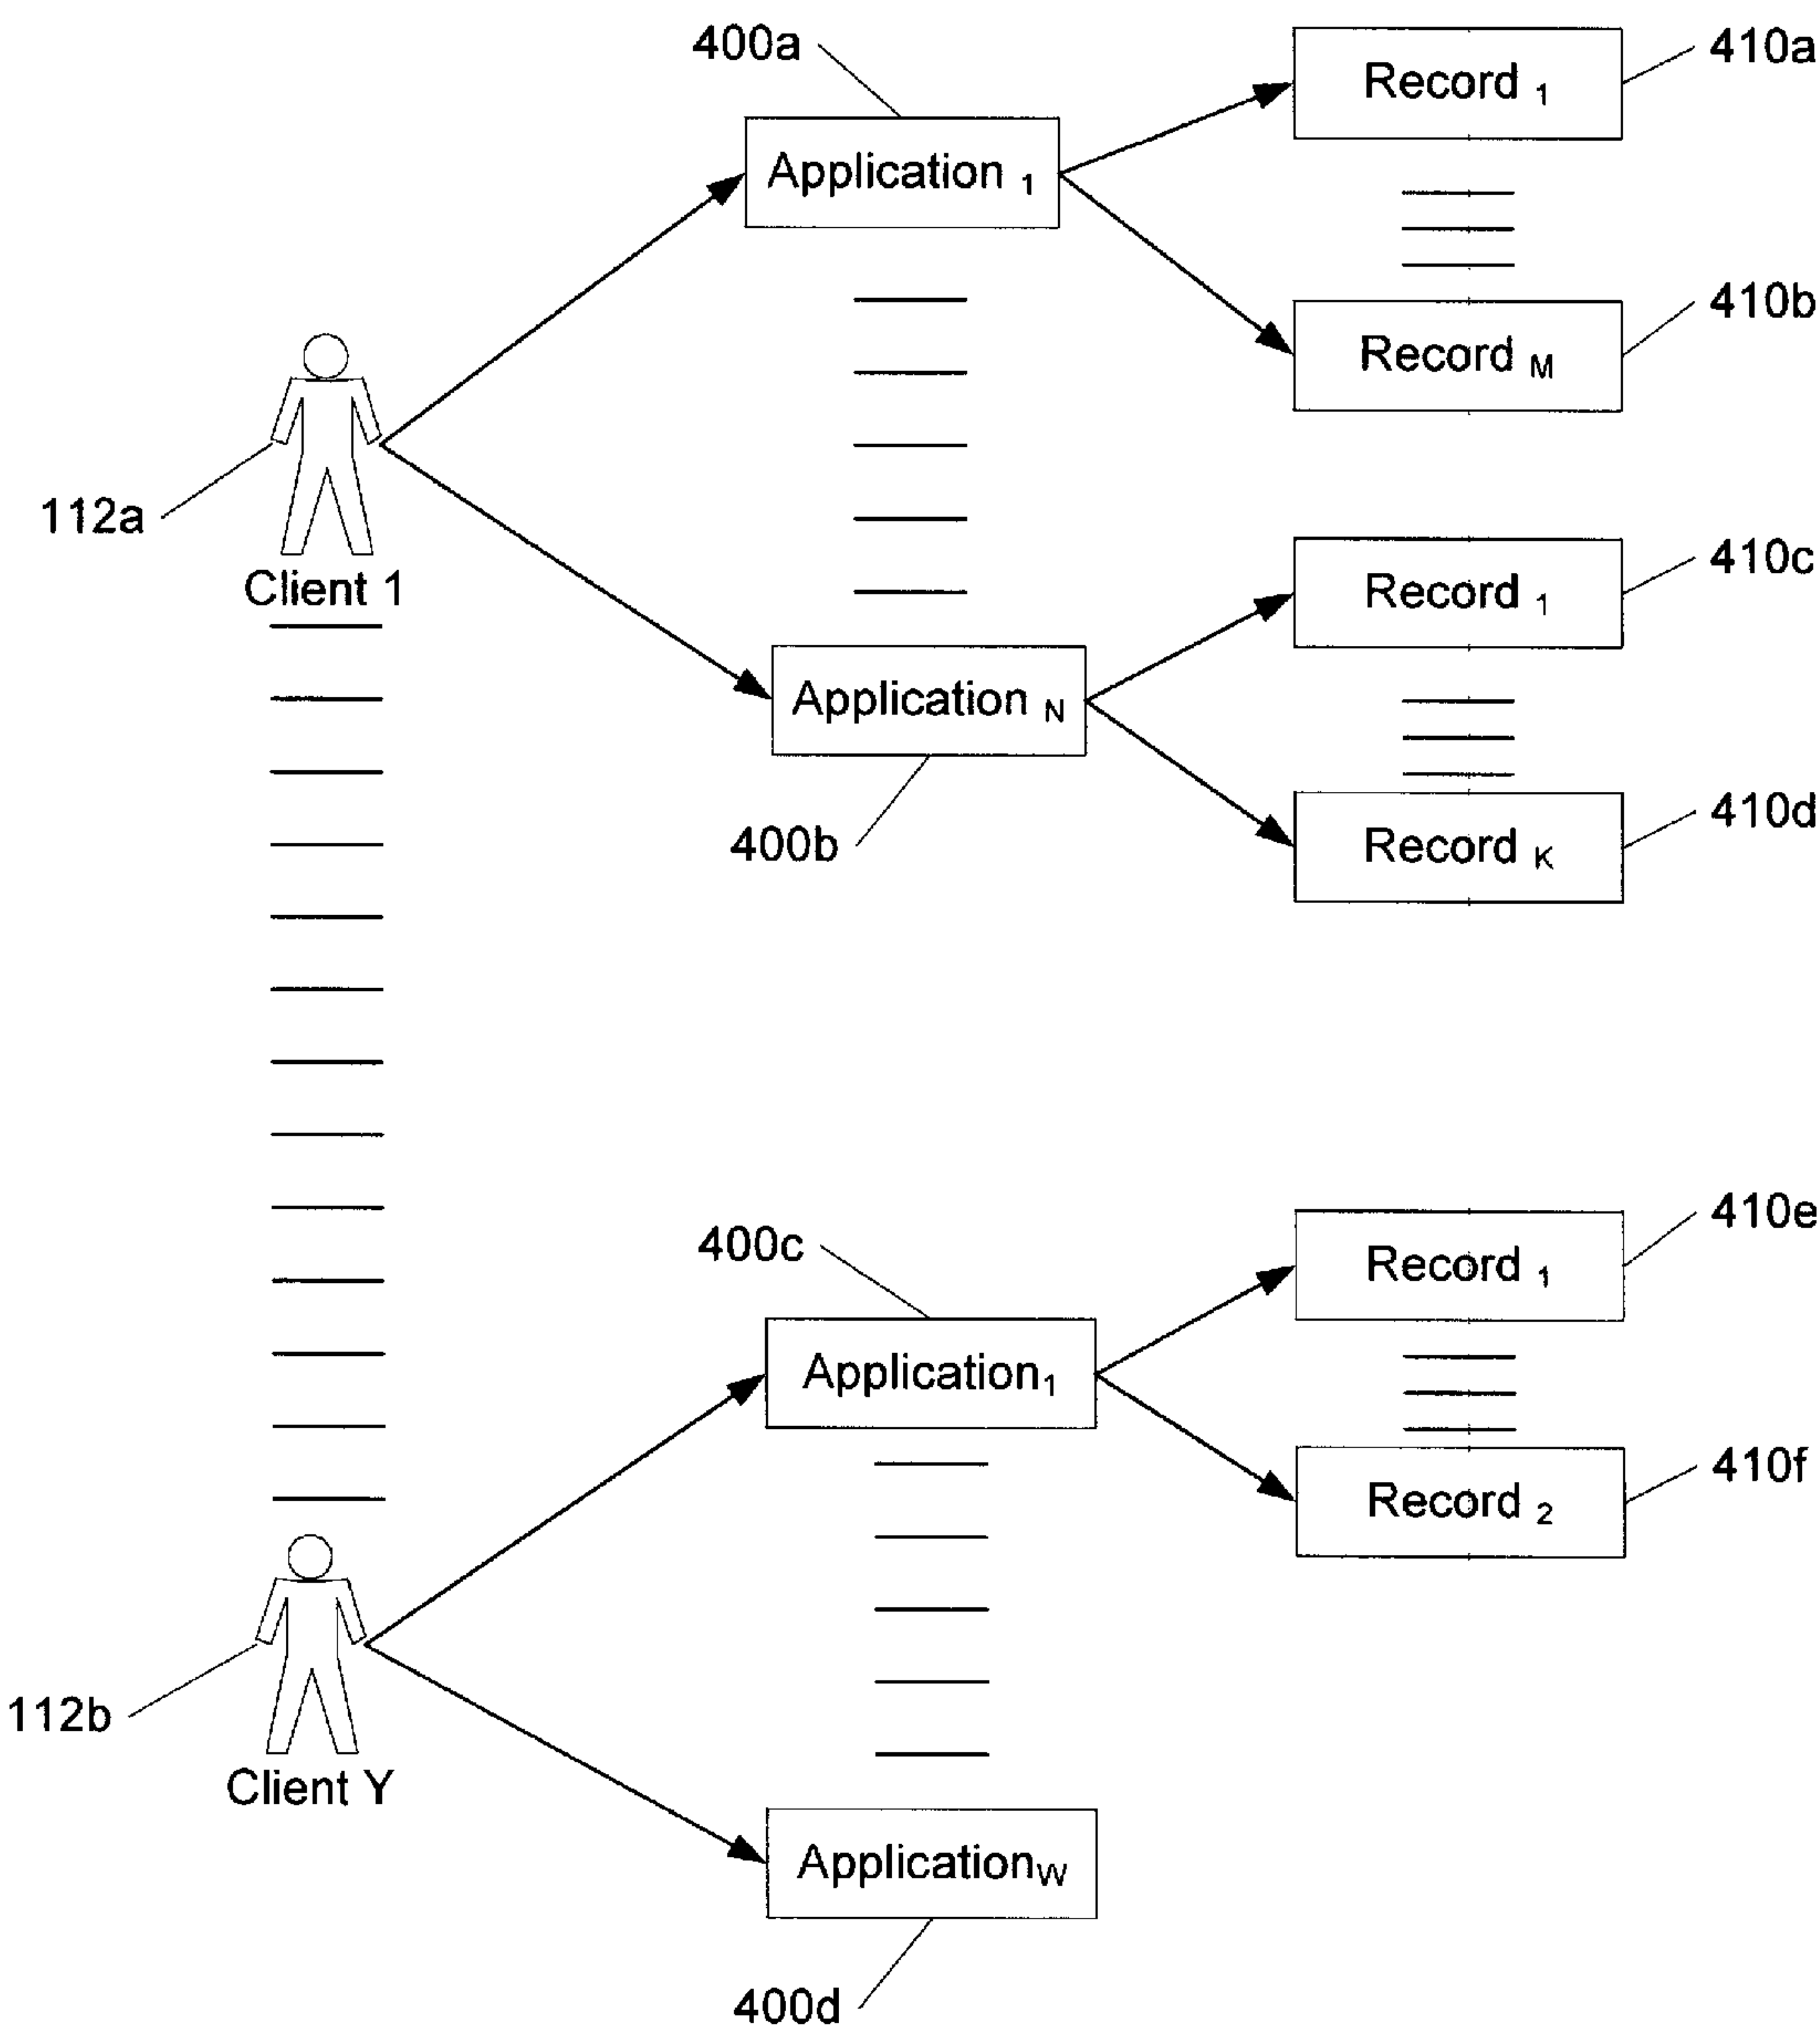 400a
410a
Record 1
Application 1
410b
Record M
112a
Client 1
410c
Record 1
Application N
400b
410d
Record K
410e
Record 1
400c
Application1
410f
Record 2
112b
Client Y
ApplicationW
400d